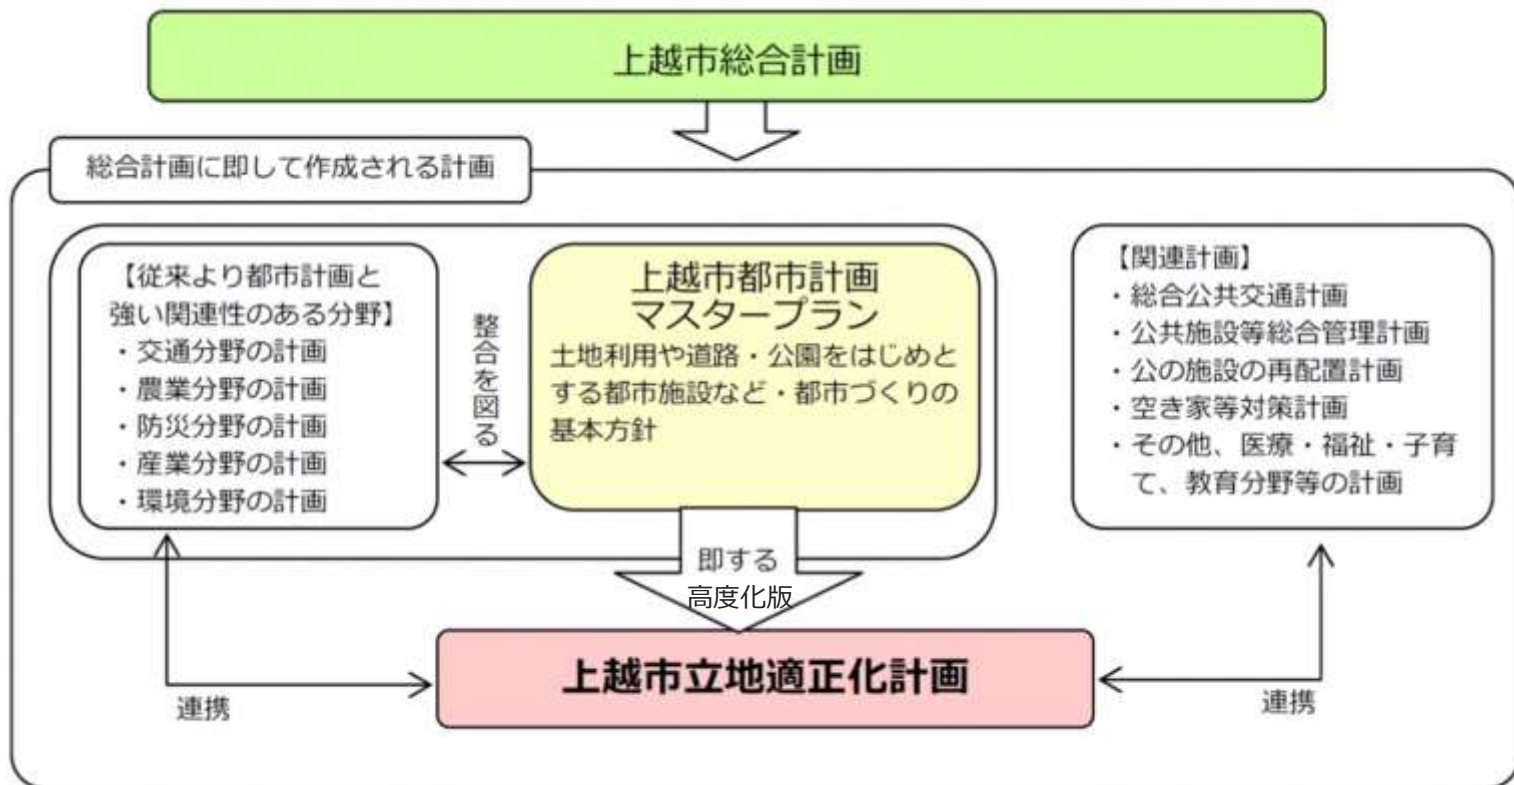 上越市総合計画
総合計画に即して作成される計画
【従来より都市計画と
強い関連性のある分野】
・交通分野の計画
・農業分野の計画
・防災分野の計画
・産業分野の計画
・環境分野の計画
整合を図る
上越市都市計画
マスタープラン
土地利用や道路・公園をはじめと
する都市施設など・都市づくりの
基本方針
【関連計画】
・総合公共交通計画
・公共施設等総合管理計画
・公の施設の再配置計画
・空き家等対策計画
・その他、医療・福祉・子育
て、教育分野等の計画
即する
高度化版
上越市立地適正化計画
連携
連携